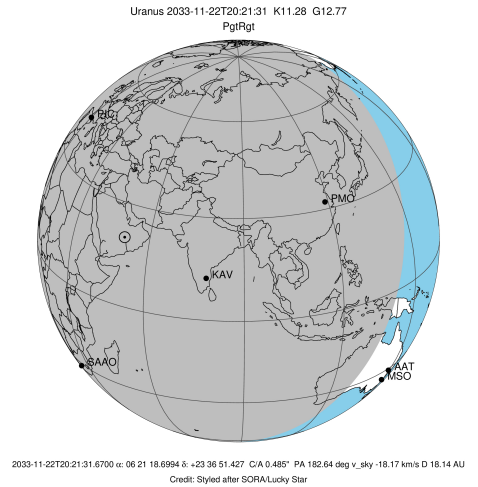 Uranus 2033-11-22T20:21:31 K11.28 G12.77
PgtRgt
PIC
PMO
KAV
SAAO
AAT
MSO
2033-11-22T20:21:31.6700 α: 06 21 18.6994 δ: +23 36 51.427 C/A 0.485" PA 182.64 deg v_sky -18.17 km/s D 18.14 AU
Credit: Styled after SORA/Lucky Star